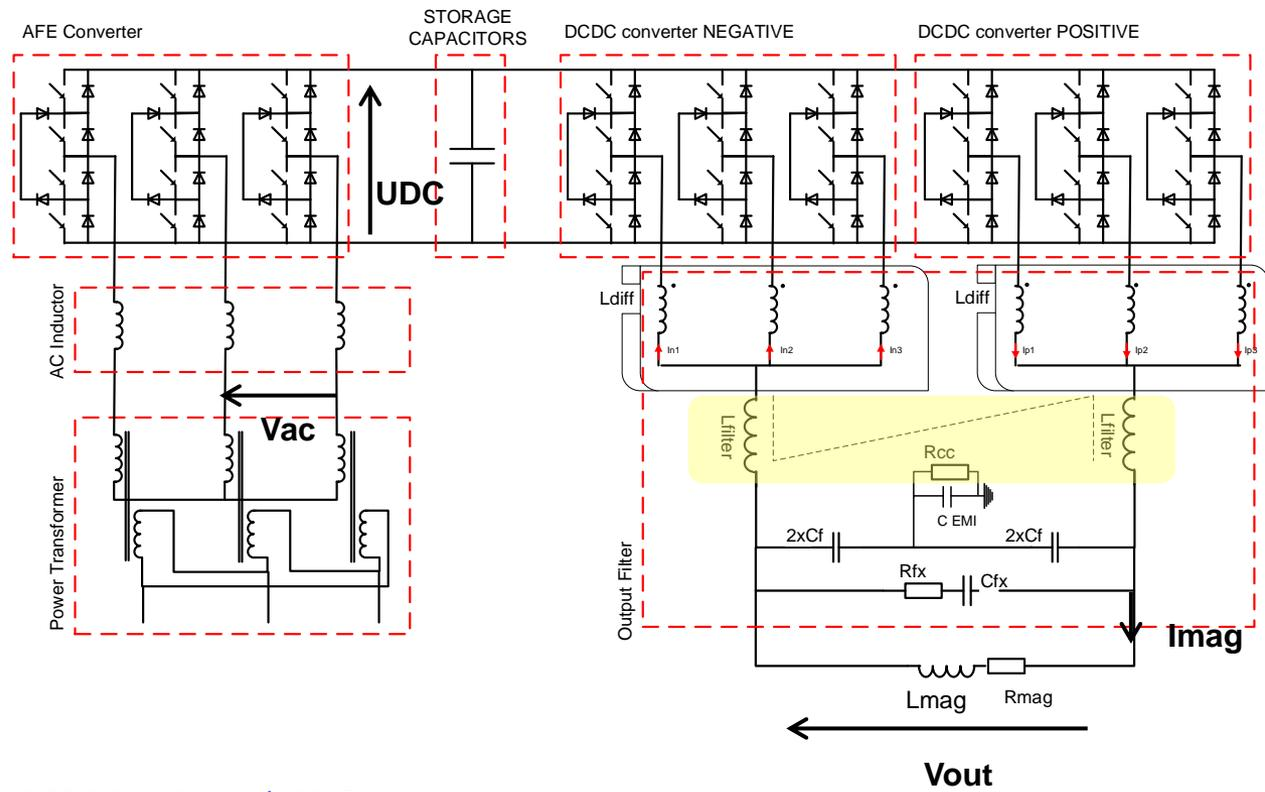 AFE Converter
STORAGE
CAPACITORS
DCDC converter NEGATIVE
DCDC converter POSITIVE
UDC
AC Inductor
Vac
Power Transformer
Ldiff
In1
In2
In3
Ldiff
Ip1
Ip2
Ip3
Lfilter
Lfilter
Rcc
C EMI
2xCf
2xCf
Rfx
Cfx
Output Filter
Imag
Lmag
Rmag
Vout